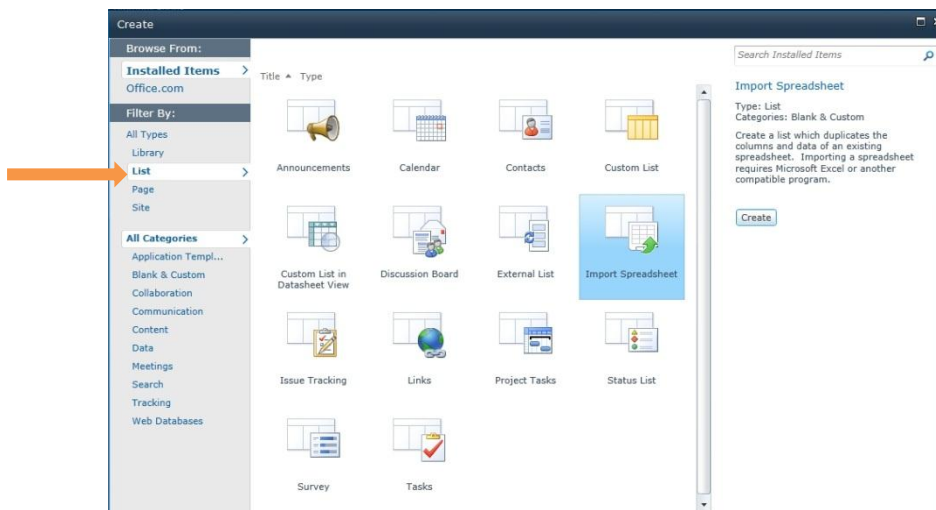 Create
Browse From:
Installed Items
Office.com
Filter By:
All Types
Library
List
Page
Site
All Categories
Application Templ...
Blank & Custom
Collaboration
Communication
Content
Data
Meetings
Search
Tracking
Web Databases
Title Type
Announcements
Calendar
Contacts
Custom List
Custom List in
Datasheet View
Discussion Board
External List
Import Spreadsheet
Issue Tracking
Links
Project Tasks
Status List
Survey
Tasks
Search Installed Items
Import Spreadsheet
Type: List
Categories: Blank & Custom
Create a list which duplicates the
columns and data of an existing
spreadsheet. Importing a spreadsheet
requires Microsoft Excel or another
compatible program.
Create